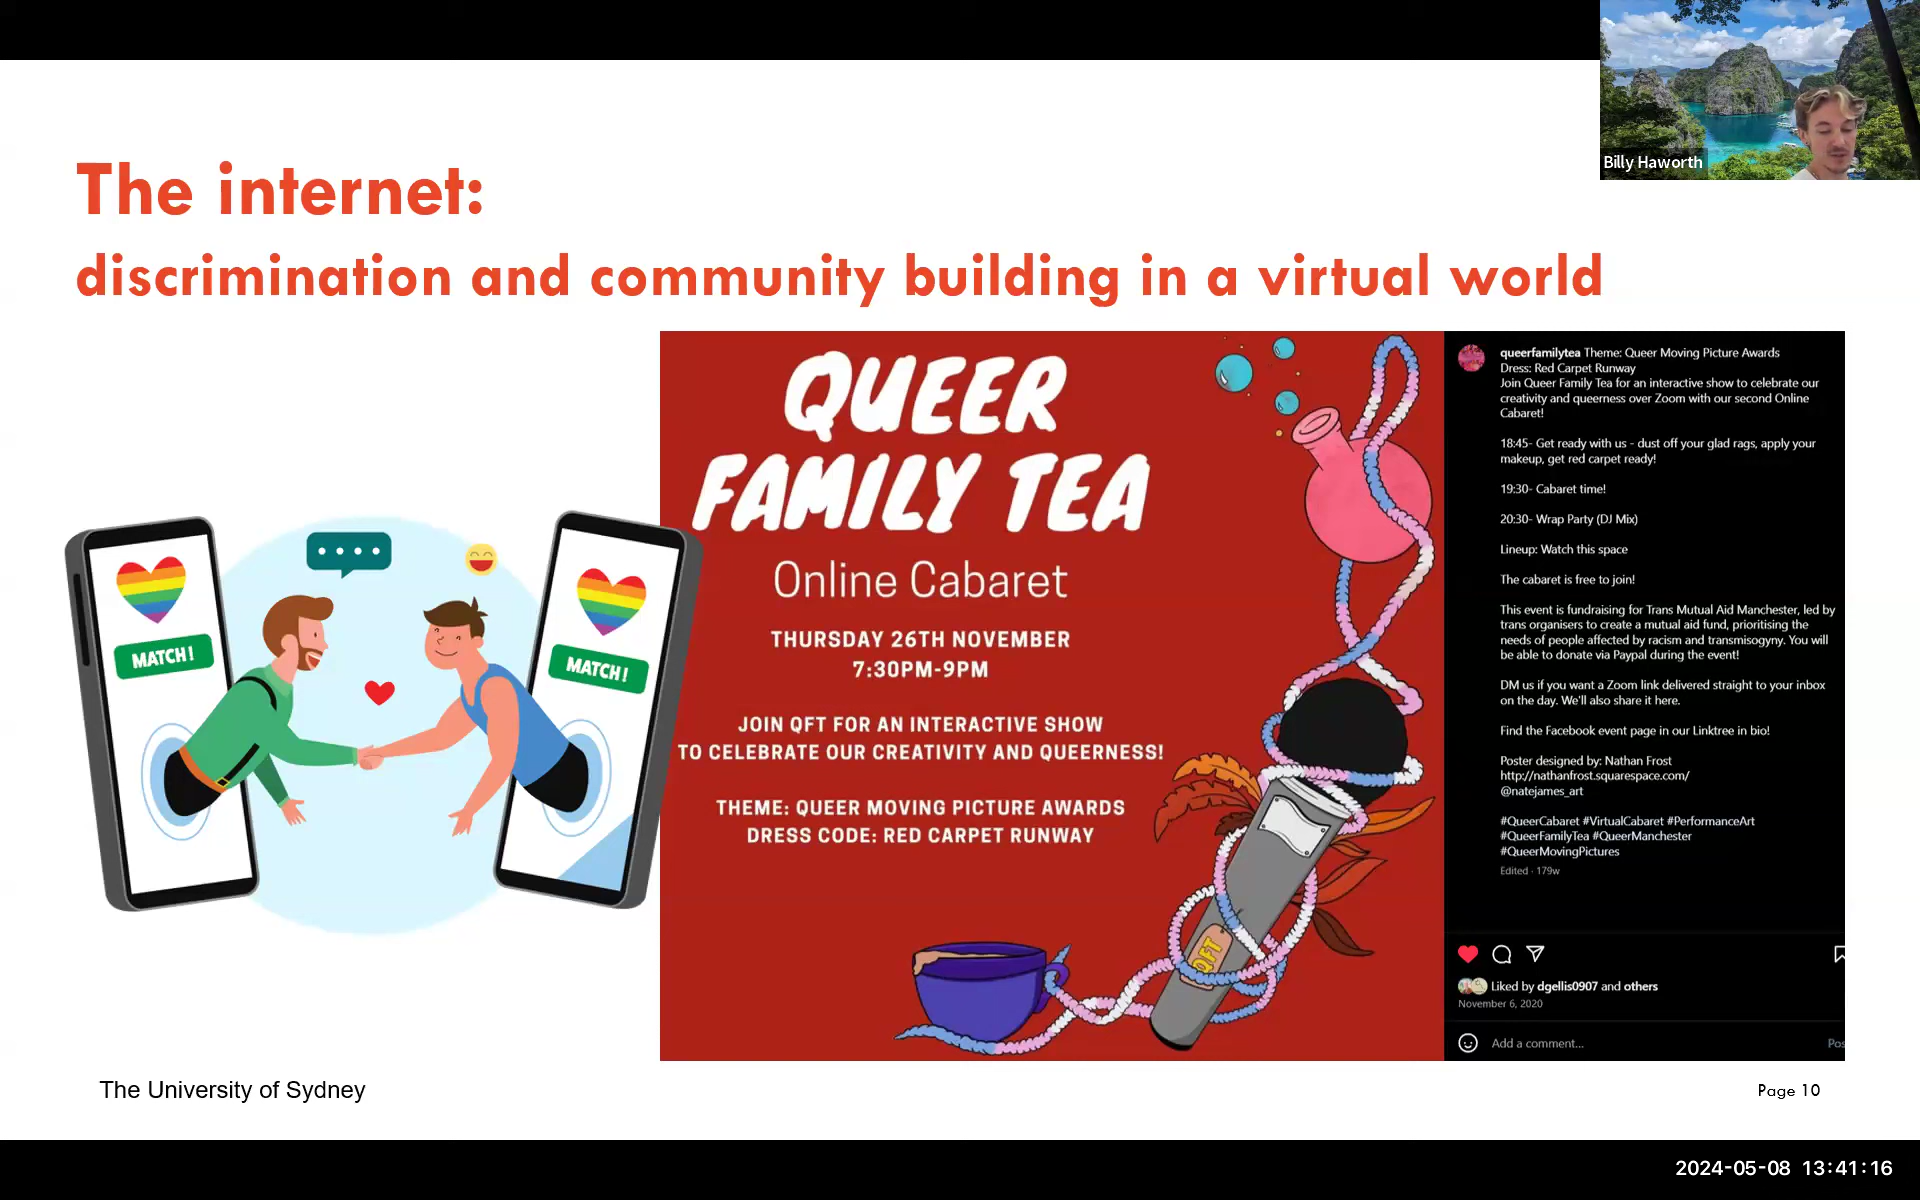 Billy Haworth
The internet:
discrimination and community building in a virtual world
MATCH!
MATCH!
QUEER
FAMILY TEA
Online Cabaret
THURSDAY 26TH NOVEMBER
7:30PM-9PM
JOIN QFT FOR AN INTERACTIVE SHOW
TO CELEBRATE OUR CREATIVITY AND QUEERNESS!
THEME: QUEER MOVING PICTURE AWARDS
DRESS CODE: RED CARPET RUNWAY
QFT
queerfamilytea Theme: Queer Moving Picture Awards
Dress: Red Carpet Runway
Join Queer Family Tea for an interactive show to celebrate our
creativity and queerness over Zoom with our second Online
Cabaret!
18:45- Get ready with us - dust off your glad rags, apply your
makeup, get red carpet ready!
19:30- Cabaret time!
20:30- Wrap Party (DJ Mix)
Lineup: Watch this space
The cabaret is free to join!
This event is fundraising for Trans Mutual Aid Manchester, led by
trans organisers to create a mutual aid fund, prioritising the
needs of people affected by racism and transmisogyny. You will
be able to donate via Paypal during the event!
DM us if you want a Zoom link delivered straight to your inbox
on the day. We'll also share it here.
Find the Facebook event page in our Linktree in bio!
Poster designed by: Nathan Frost
http://nathanfrost.squarespace.com/
@natejames_art
#QueerCabaret #VirtualCabaret #PerformanceArt
#QueerFamilyTea #QueerManchester
#QueerMovingPictures
Edited · 179w
Liked by dgellis0907 and others
November 6, 2020
Add a comment...
Pos
The University of Sydney
Page 10
2024-05-08 13:41:16